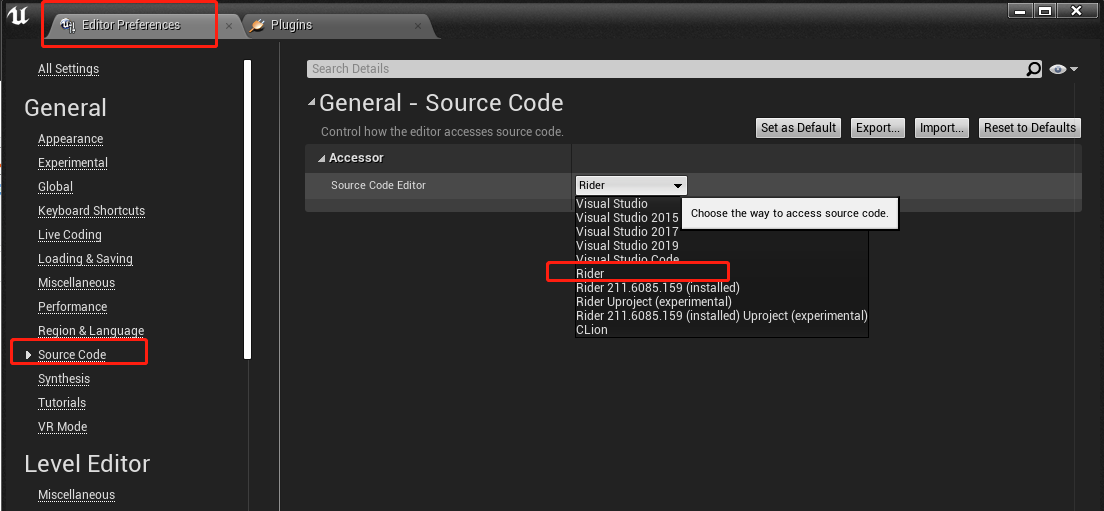 Editor Preferences
Plugins
All Settings
General
Appearance
Experimental
Global
Keyboard Shortcuts
Live Coding
Loading & Saving
Miscellaneous
Performance
Region & Language
Source Code
Synthesis
Tutorials
VR Mode
Level Editor
Miscellaneous
Search Details
General - Source Code
Control how the editor accesses source code.
Set as Default
Export...
Import...
Reset to Defaults
Accessor
Source Code Editor
Rider
Visual Studio
Visual Studio 2015
Visual Studio 2017
Visual Studio 2019
Visual Studio Code
Rider
Rider 211.6085.159 (installed)
Rider Uproject (experimental)
Rider 211.6085.159 (installed) Uproject (experimental)
CLion
Choose the way to access source code.